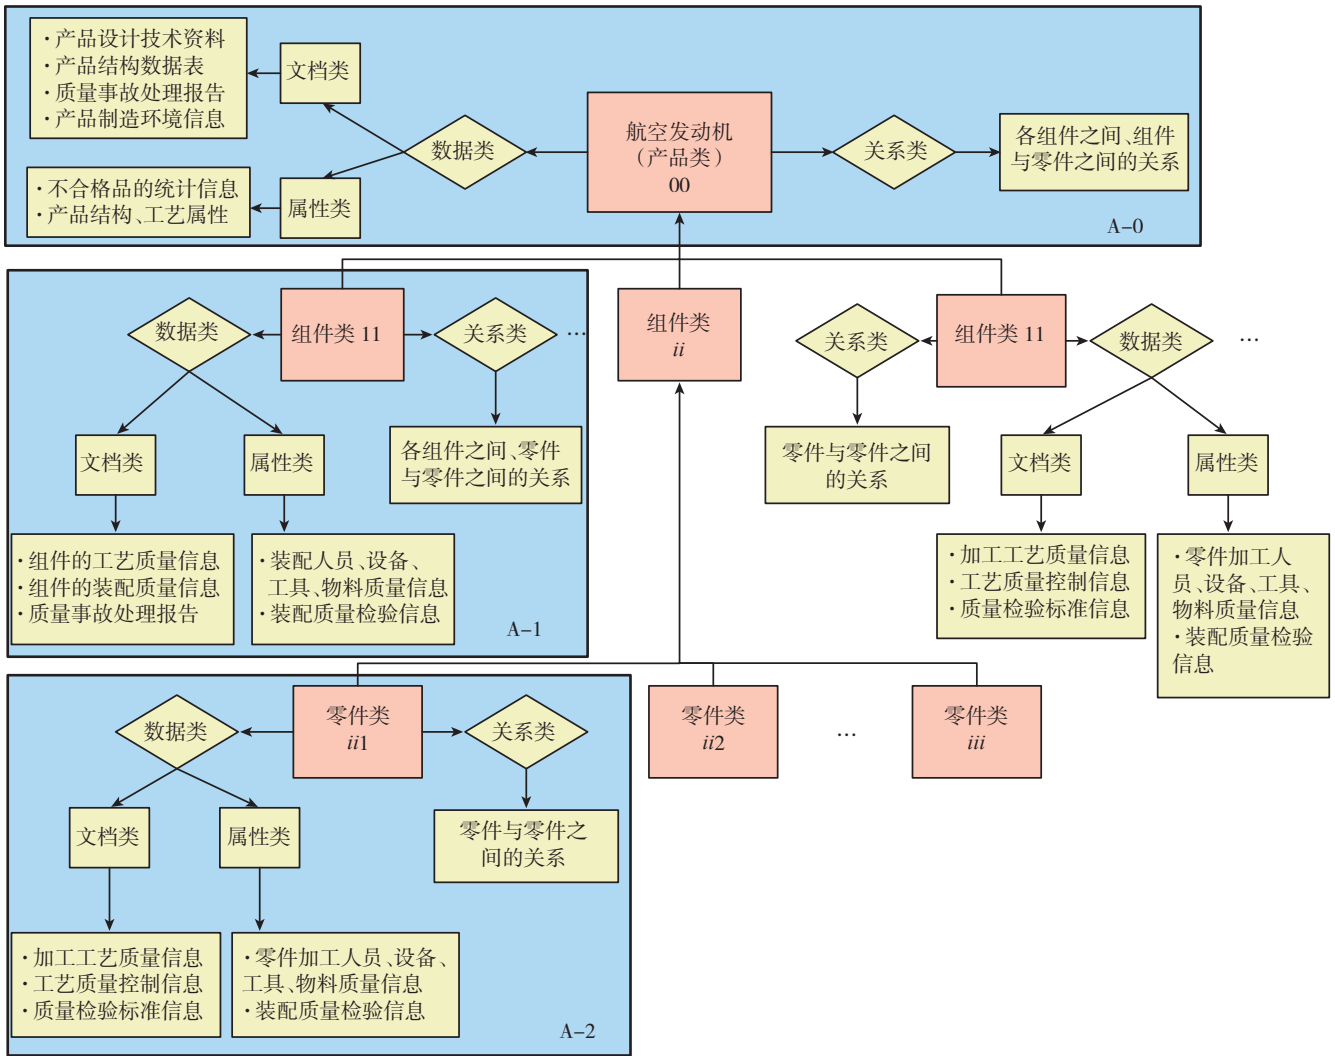 ·产品设计技术资料
·产品结构数据表
·质量事故处理报告
·产品制造环境信息
文档类
数据类
航空发动机
（产品类）
00
关系类
各组件之间、组件
与零件之间的关系
·不合格品的统计信息
·产品结构、工艺属性
属性类
A-0
数据类
组件类 11
关系类
…
组件类
ii
关系类
组件类 11
数据类
…
文档类
属性类
各组件之间、零件
与零件之间的关系
零件与零件之间
的关系
文档类
属性类
·组件的工艺质量信息
·组件的装配质量信息
·质量事故处理报告
·装配人员、设备、
工具、物料质量信息
·装配质量检验信息
A-1
·加工工艺质量信息
·工艺质量控制信息
·质量检验标准信息
·零件加工人
员、设备、工具、
物料质量信息
·装配质量检验
信息
数据类
零件类
ii1
关系类
零件类
ii2
…
零件类
iii
文档类
属性类
零件与零件之
间的关系
·加工工艺质量信息
·工艺质量控制信息
·质量检验标准信息
·零件加工人员、设备、
工具、物料质量信息
·装配质量检验信息
A-2